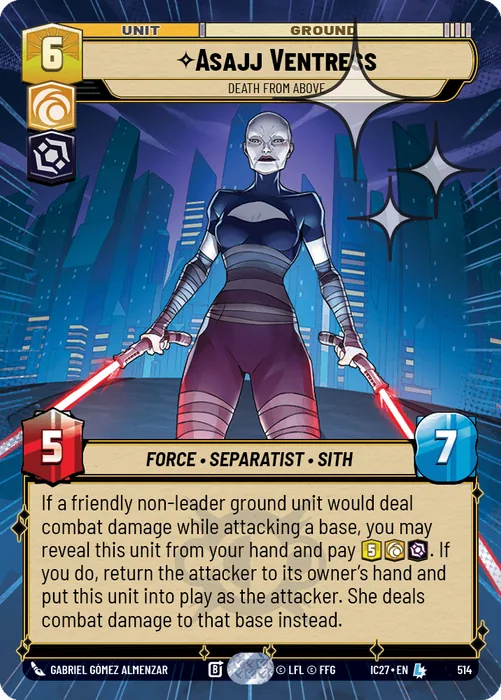 UNIT
GROUND
6
ASAJJ VENTRESS
DEATH FROM ABOVE
5
7
FORCE • SEPARATIST • SITH
If a friendly non-leader ground unit would deal
combat damage while attacking a base, you may
reveal this unit from your hand and pay 5 . If
you do, return the attacker to its owner's hand and
put this unit into play as the attacker. She deals
combat damage to that base instead.
GABRIEL GÓMEZ ALMENZAR
B
© LFL © FFG
IC27 • EN
514